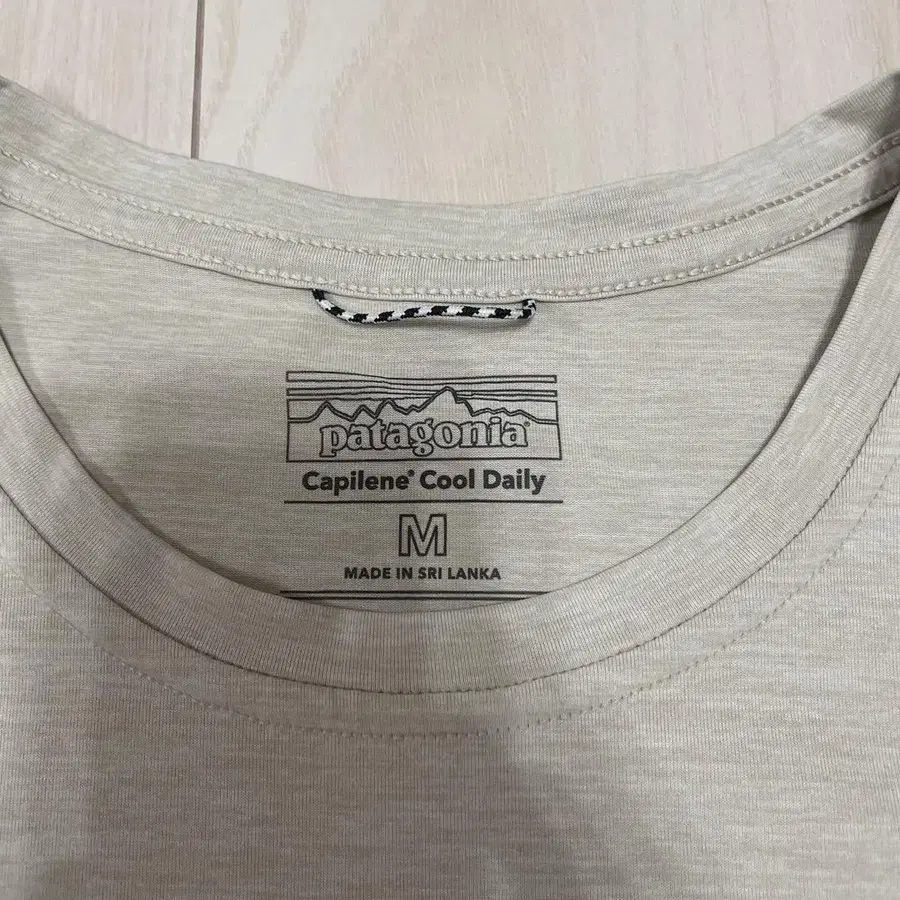 patagonia®
Capilene® Cool Daily
M
MADE IN SRI LANKA